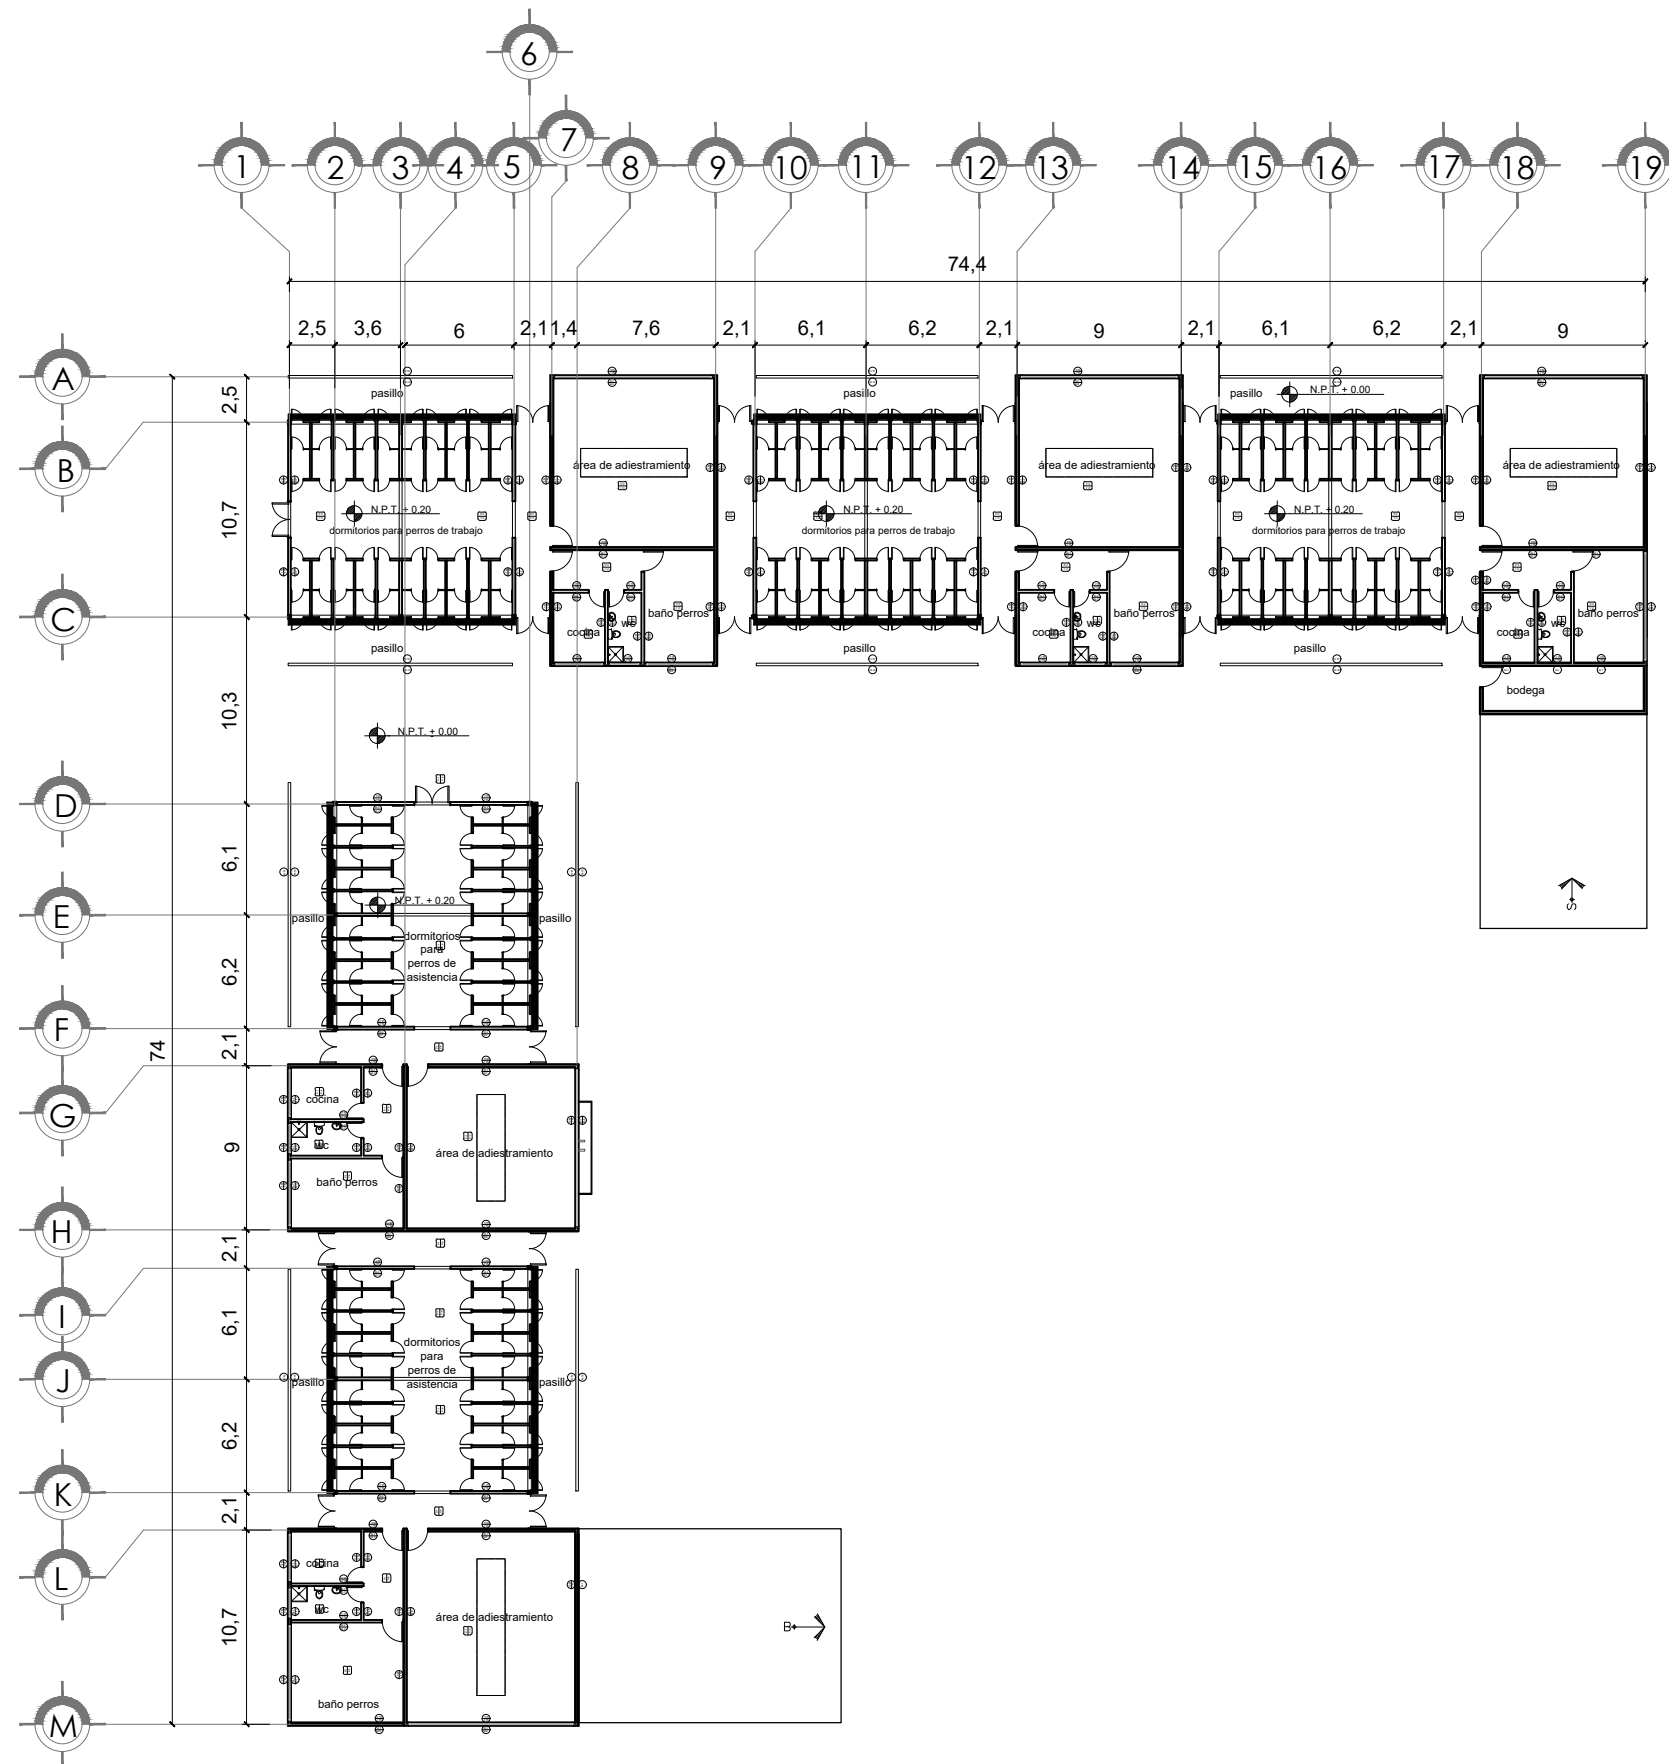 6
7
1 2 3 4 5 8 9 10 11 12 13 14 15 16 17 18 19
74,4
2,5 3,6 6 2,1 1,4 7,6 2,1 6,1 6,2 2,1 9 2,1 6,1 6,2 2,1 9
A
2,5
pasillo
pasillo
pasillo
N.P.T. + 0.00
B
área de adiestramiento
área de adiestramiento
área de adiestramiento
10,7
N.P.T. + 0.20
N.P.T. + 0.20
N.P.T. + 0.20
dormitorios para perros de trabajo
dormitorios para perros de trabajo
dormitorios para perros de trabajo
C
cocina
wc
baño perros
cocina
wc
baño perros
cocina
wc
baño perros
pasillo
pasillo
pasillo
bodega
10,3
N.P.T. + 0.00
D
6,1
S
E
N.P.T. + 0.20
pasillo
pasillo
dormitorios
para
perros de
asistencia
6,2
F
2,1
74
G
cocina
wc
9
área de adiestramiento
baño perros
H
2,1
I
6,1
dormitorios
para
perros de
asistencia
J
pasillo
pasillo
6,2
K
2,1
L
cocina
wc
área de adiestramiento
10,7
B
baño perros
M